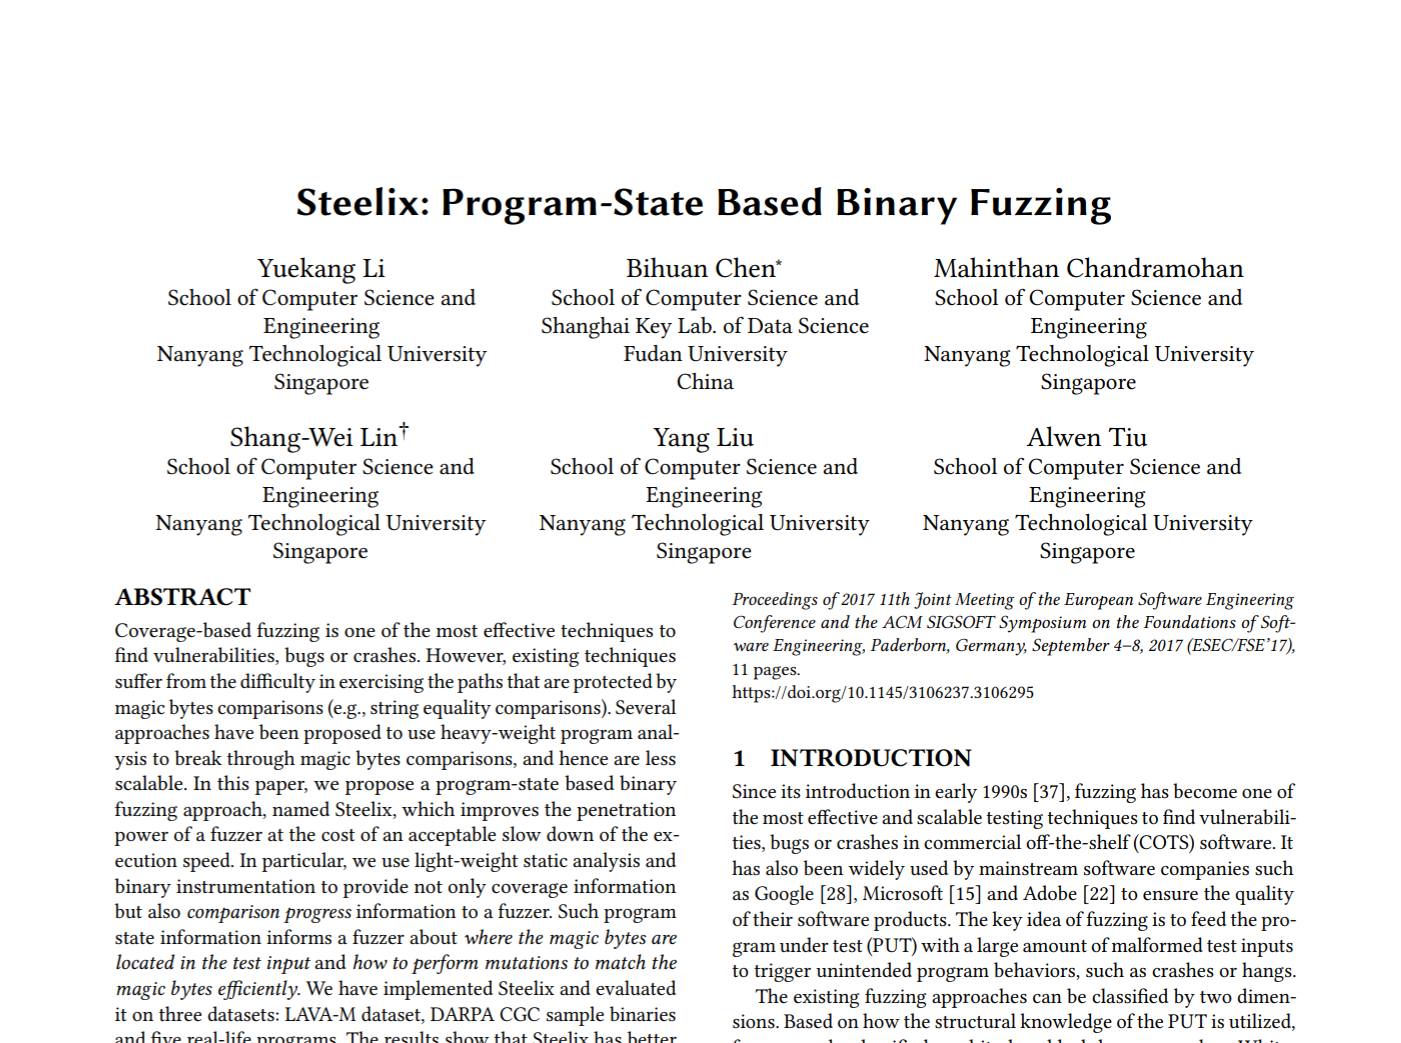 Steelix: Program-State Based Binary Fuzzing
Yuekang Li
School of Computer Science and
Engineering
Nanyang Technological University
Singapore
Bihuan Chen*
School of Computer Science and
Shanghai Key Lab. of Data Science
Fudan University
China
Mahinthan Chandramohan
School of Computer Science and
Engineering
Nanyang Technological University
Singapore
Shang-Wei Lin†
School of Computer Science and
Engineering
Nanyang Technological University
Singapore
Yang Liu
School of Computer Science and
Engineering
Nanyang Technological University
Singapore
Alwen Tiu
School of Computer Science and
Engineering
Nanyang Technological University
Singapore
ABSTRACT
Coverage-based fuzzing is one of the most effective techniques to
find vulnerabilities, bugs or crashes. However, existing techniques
suffer from the difficulty in exercising the paths that are protected by
magic bytes comparisons (e.g., string equality comparisons). Several
approaches have been proposed to use heavy-weight program anal-
ysis to break through magic bytes comparisons, and hence are less
scalable. In this paper, we propose a program-state based binary
fuzzing approach, named Steelix, which improves the penetration
power of a fuzzer at the cost of an acceptable slow down of the ex-
ecution speed. In particular, we use light-weight static analysis and
binary instrumentation to provide not only coverage information
but also comparison progress information to a fuzzer. Such program
state information informs a fuzzer about where the magic bytes are
located in the test input and how to perform mutations to match the
magic bytes efficiently. We have implemented Steelix and evaluated
it on three datasets: LAVA-M dataset, DARPA CGC sample binaries
and five real-life programs. The results show that Steelix has better
Proceedings of 2017 11th Joint Meeting of the European Software Engineering
Conference and the ACM SIGSOFT Symposium on the Foundations of Soft-
ware Engineering, Paderborn, Germany, September 4–8, 2017 (ESEC/FSE'17),
11 pages.
https://doi.org/10.1145/3106237.3106295
1 INTRODUCTION
Since its introduction in early 1990s [37], fuzzing has become one of
the most effective and scalable testing techniques to find vulnerabili-
ties, bugs or crashes in commercial off-the-shelf (COTS) software. It
has also been widely used by mainstream software companies such
as Google [28], Microsoft [15] and Adobe [22] to ensure the quality
of their software products. The key idea of fuzzing is to feed the pro-
gram under test (PUT) with a large amount of malformed test inputs
to trigger unintended program behaviors, such as crashes or hangs.
The existing fuzzing approaches can be classified by two dimen-
sions. Based on how the structural knowledge of the PUT is utilized,